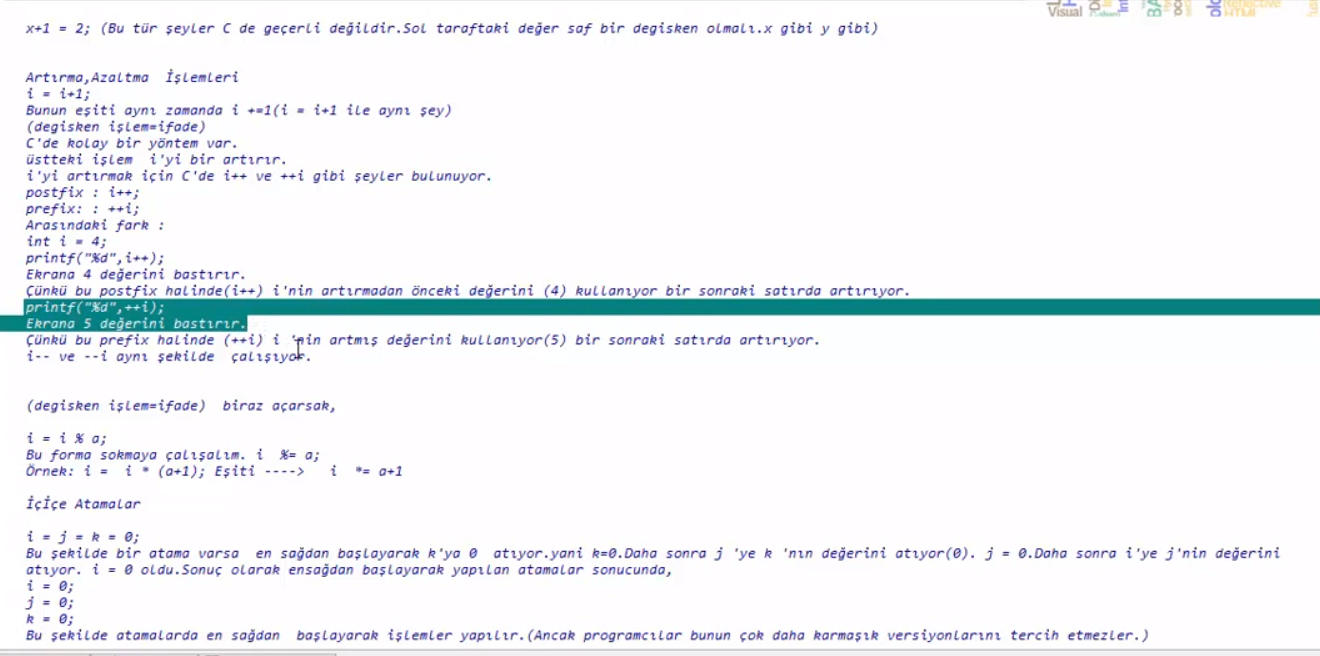 x+1 = 2; (Bu tür şeyler C de geçerli değildir.Sol taraftaki değer saf bir degisken olmalı.x gibi y gibi)
Visual
Artırma,Azaltma İşlemleri
i = i+1;
Bunun eşiti aynı zamanda i +=1(i = i+1 ile aynı şey)
(degisken işlem=ifade)
C'de kolay bir yöntem var.
üstteki işlem i'yi bir artırır.
i'yi artırmak için C'de i++ ve ++i gibi şeyler bulunuyor.
postfix : i++;
prefix: : ++i;
Arasındaki fark :
int i = 4;
printf("%d",i++);
Ekrana 4 değerini bastırır.
Çünkü bu postfix halinde(i++) i'nin artırmadan önceki değerini (4) kullanıyor bir sonraki satırda artırıyor.
printf("%d",++i);
Ekrana 5 değerini bastırır.
Çünkü bu prefix halinde (++i) i 'nin artmış değerini kullanıyor(5) bir sonraki satırda artırıyor.
i-- ve --i aynı şekilde çalışıyor.
(degisken işlem=ifade) biraz açarsak,
i = i % a;
Bu forma sokmaya çalışalım. i %= a;
Örnek: i = i * (a+1); Eşiti ----> i *= a+1
İçİçe Atamalar
i = j = k = 0;
Bu şekilde bir atama varsa en sağdan başlayarak k'ya 0 atıyor.yani k=0.Daha sonra j 'ye k 'nın değerini atıyor(0). j = 0.Daha sonra i'ye j'nin değerini
atıyor. i = 0 oldu.Sonuç olarak ensağdan başlayarak yapılan atamalar sonucunda,
i = 0;
j = 0;
k = 0;
Bu şekilde atamalarda en sağdan başlayarak işlemler yapılır.(Ancak programcılar bunun çok daha karmaşık versiyonlarını tercih etmezler.)